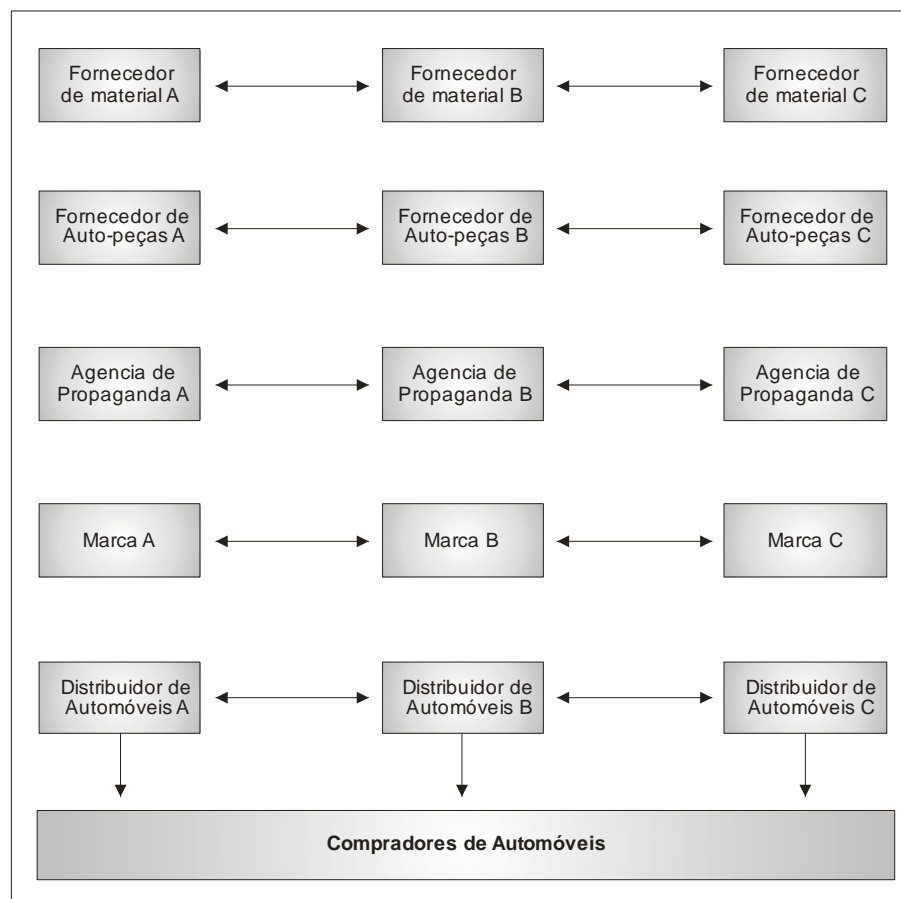 Fornecedor
de material A
Fornecedor
de material B
Fornecedor
de material C
Fornecedor de
Auto-peças A
Fornecedor de
Auto-peças B
Fornecedor de
Auto-peças C
Agencia de
Propaganda A
Agencia de
Propaganda B
Agencia de
Propaganda C
Marca A
Marca B
Marca C
Distribuidor de
Automóveis A
Distribuidor de
Automóveis B
Distribuidor de
Automóveis C
Compradores de Automóveis